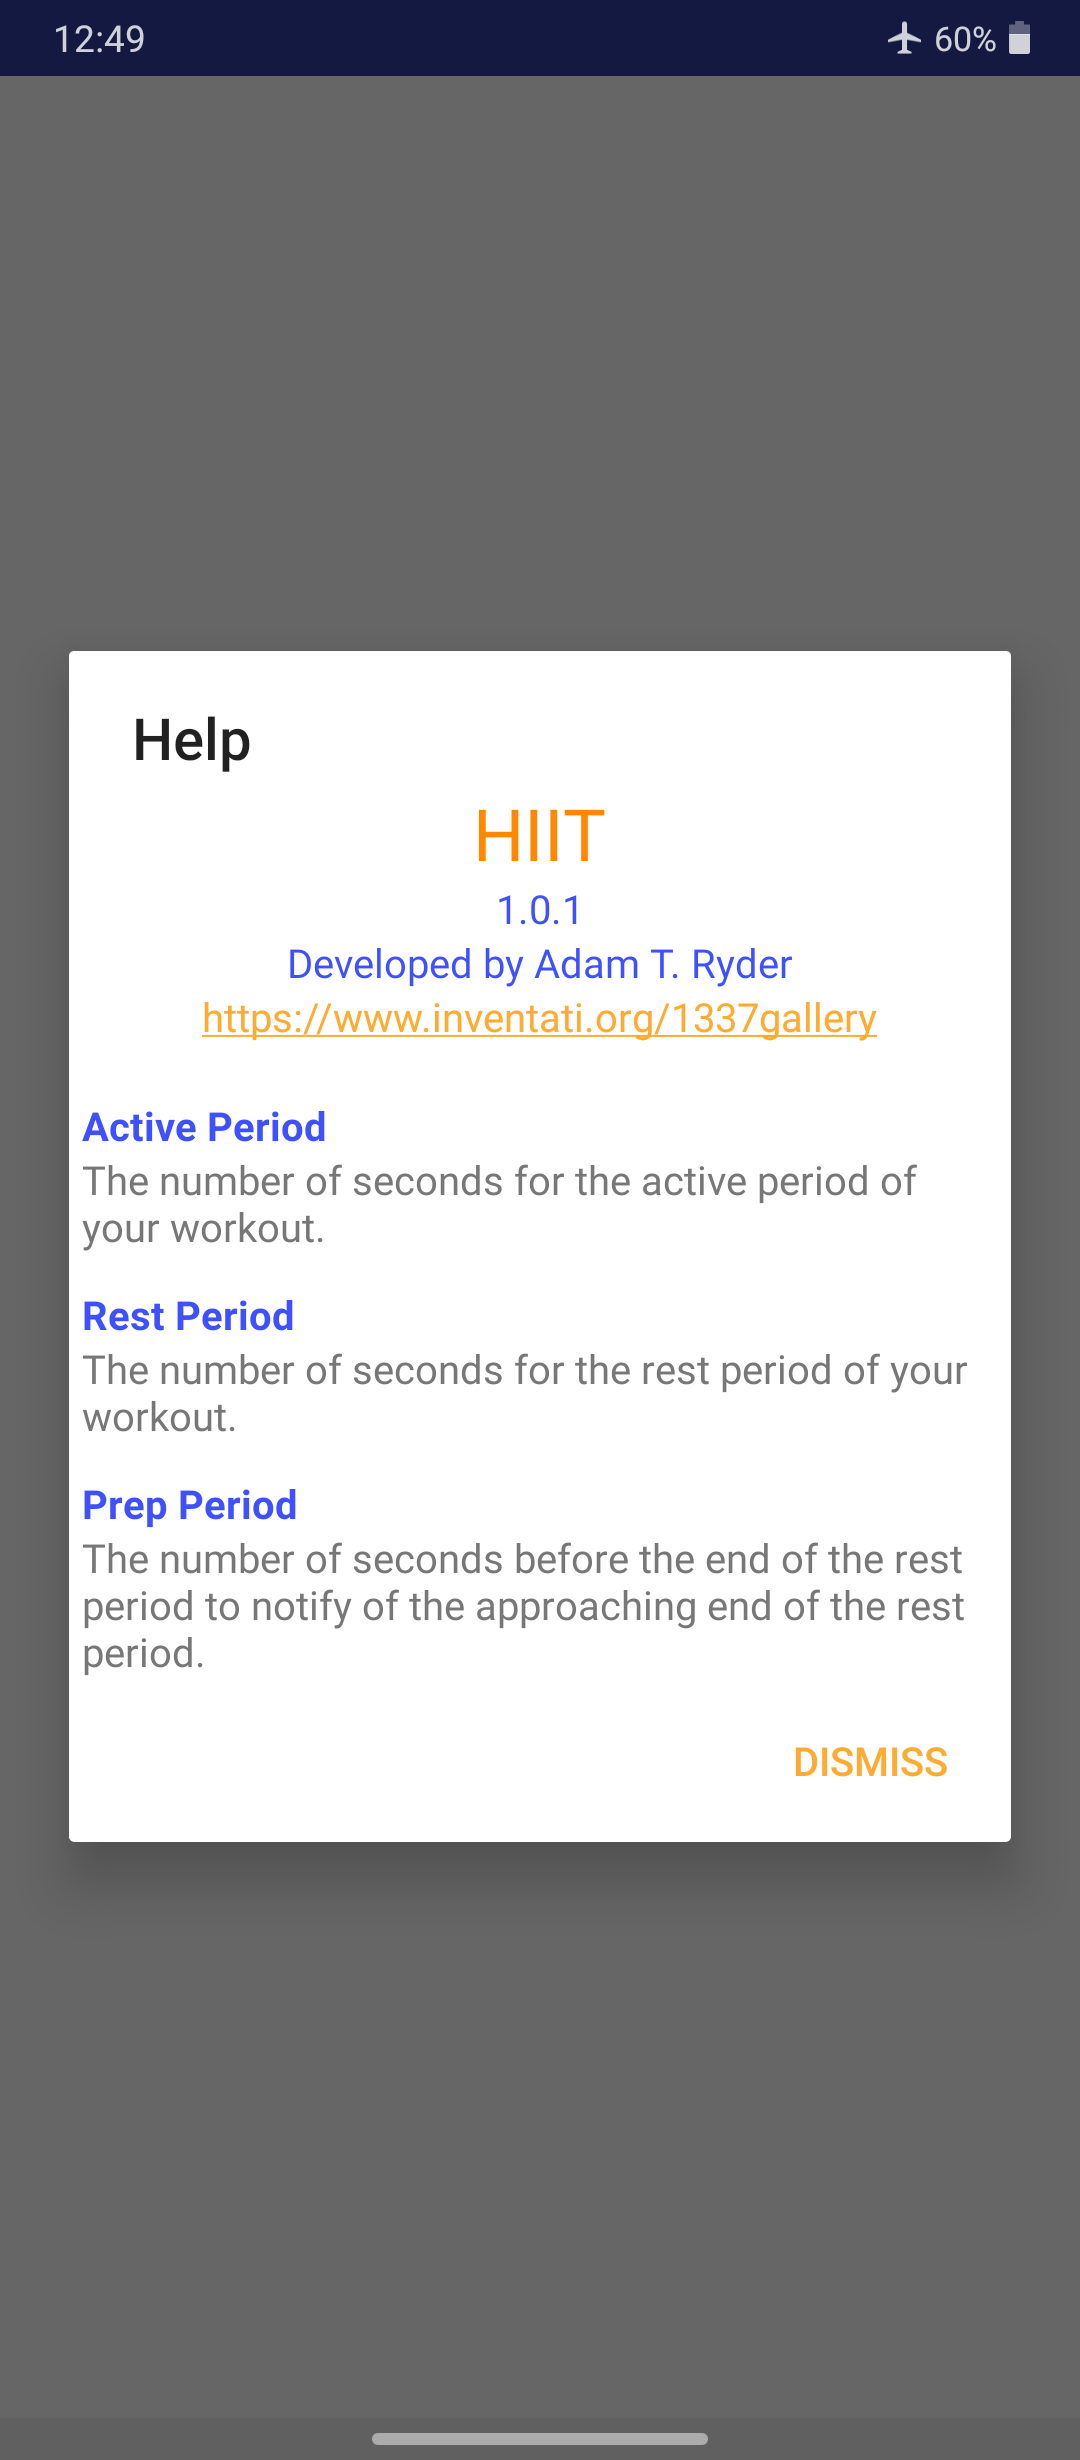 12:49
60%
Help
HIIT
1.0.1
Developed by Adam T. Ryder
https://www.inventati.org/1337gallery
Active Period
The number of seconds for the active period of
your workout.
Rest Period
The number of seconds for the rest period of your
workout.
Prep Period
The number of seconds before the end of the rest
period to notify of the approaching end of the rest
period.
DISMISS